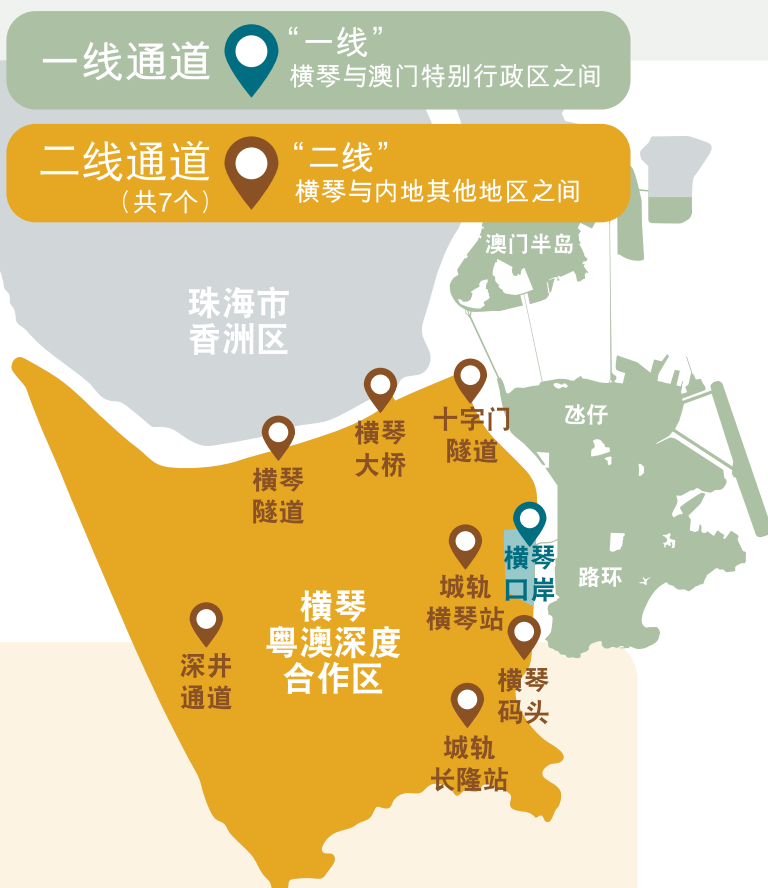 一线通道
“一线”
横琴与澳门特别行政区之间
二线通道
（共7个）
“二线”
横琴与内地其他地区之间
澳门半岛
珠海市
香洲区
氹仔
十字门
隧道
横琴
大桥
横琴
隧道
横琴
口岸
城轨
横琴站
路环
横琴
粤澳深度
合作区
深井
通道
横琴
码头
城轨
长隆站